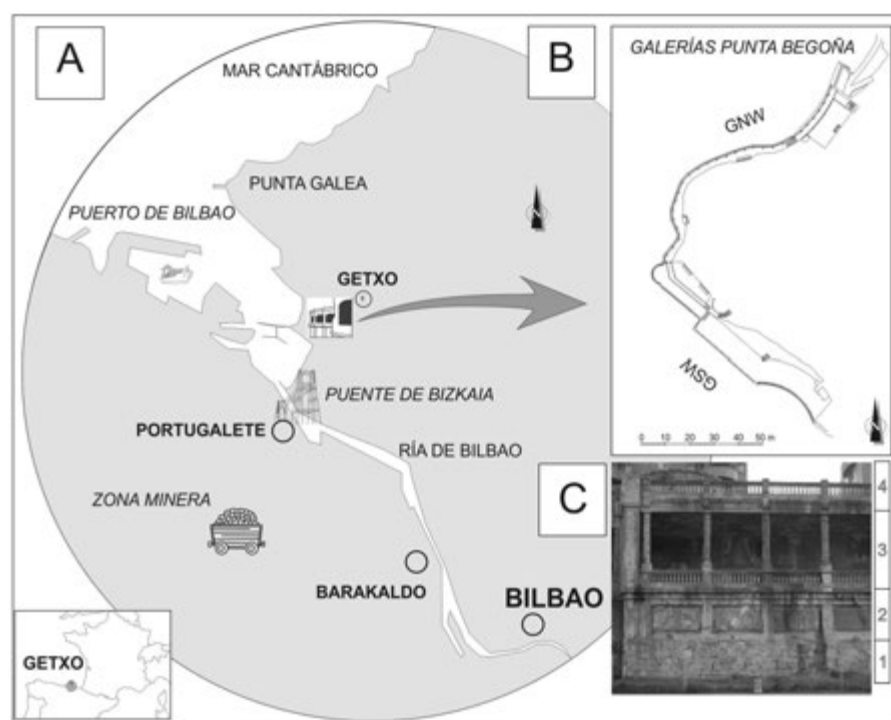 A
MAR CANTÁBRICO
PUNTA GALEA
PUERTO DE BILBAO
GETXO
PUENTE DE BIZKAIA
PORTUGALETE
RÍA DE BILBAO
ZONA MINERA
BARAKALDO
BILBAO
GETXO
B
GALERÍAS PUNTA BEGOÑA
GNW
GSW
0 10 20 30 40 50 m
C
4
3
2
1